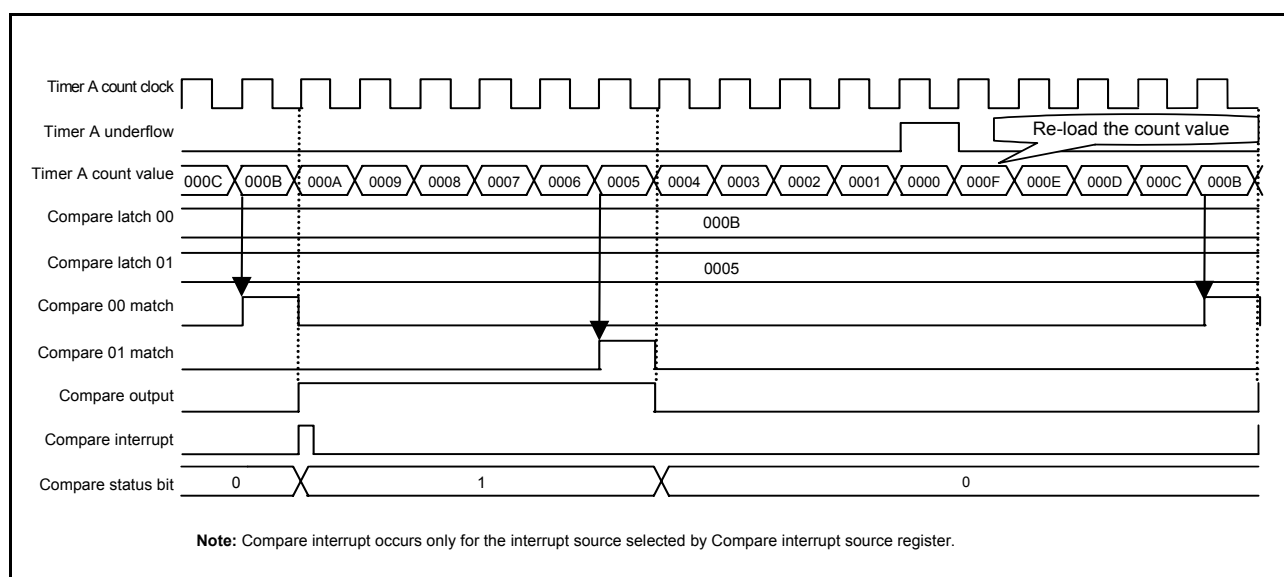 Timer A count clock
Timer A underflow
Re-load the count value
Timer A count value 000C 000B 000A 0009 0008 0007 0006 0005 0004 0003 0002 0001 0000 000F 000E 000D 000C 000B
Compare latch 00 000B
Compare latch 01 0005
Compare 00 match
Compare 01 match
Compare output
Compare interrupt
Compare status bit 0 1 0
Note: Compare interrupt occurs only for the interrupt source selected by Compare interrupt source register.